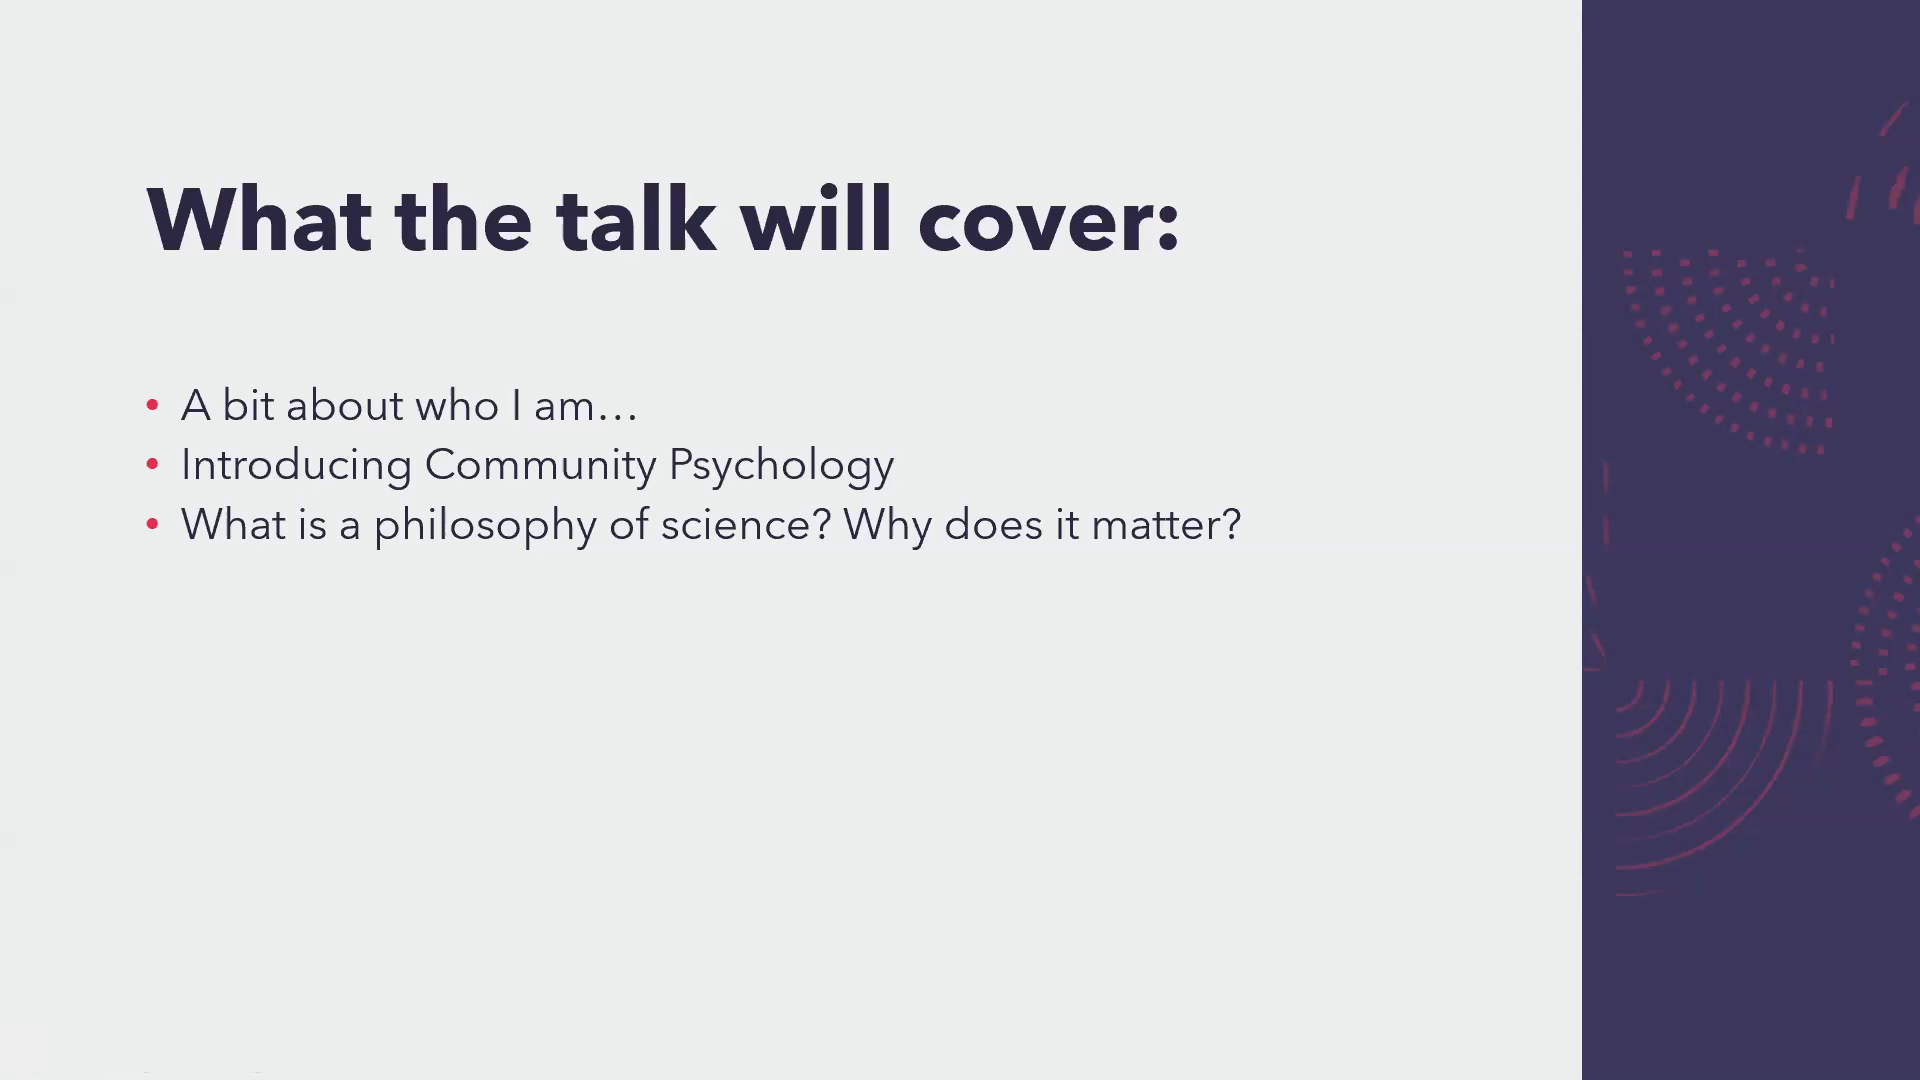 What the talk will cover:
• A bit about who I am…
• Introducing Community Psychology
• What is a philosophy of science? Why does it matter?